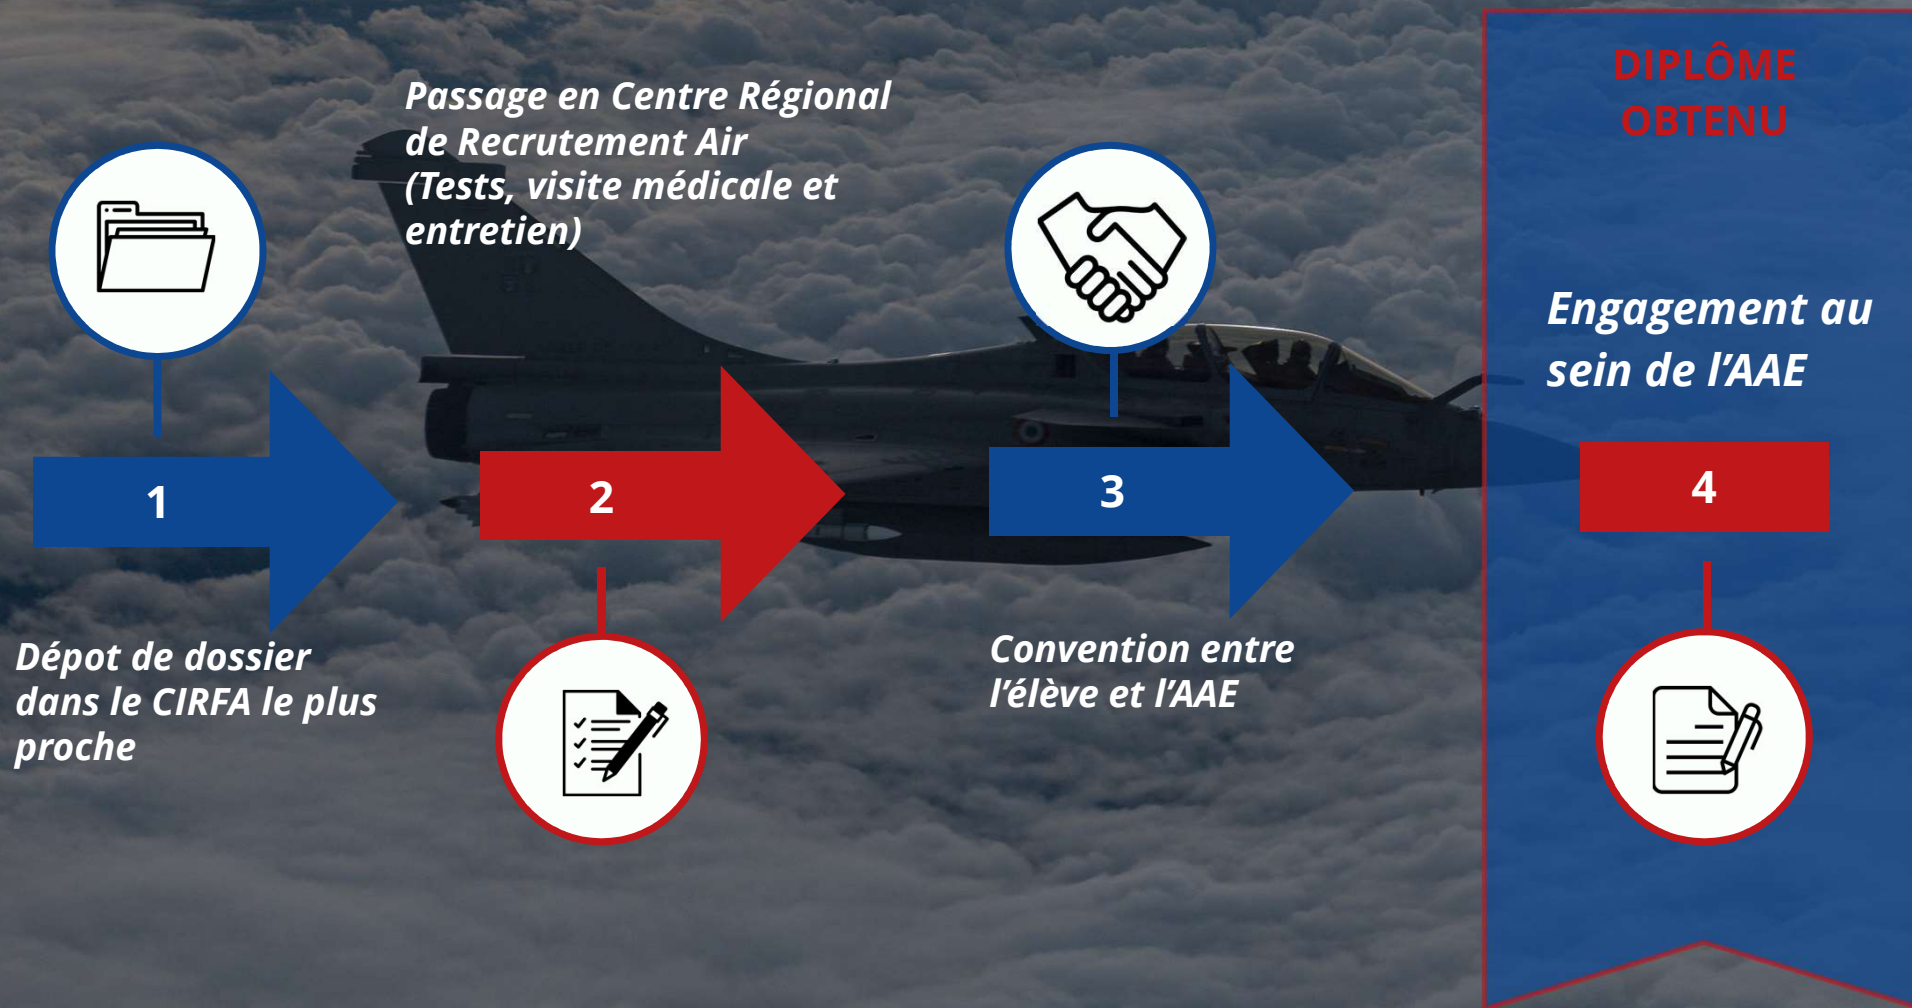 1
Dépot de dossier
dans le CIRFA le plus
proche
Passage en Centre Régional
de Recrutement Air
(Tests, visite médicale et
entretien)
2
3
Convention entre
l’élève et l’AAE
DIPLÔME
OBTENU
Engagement au
sein de l’AAE
4